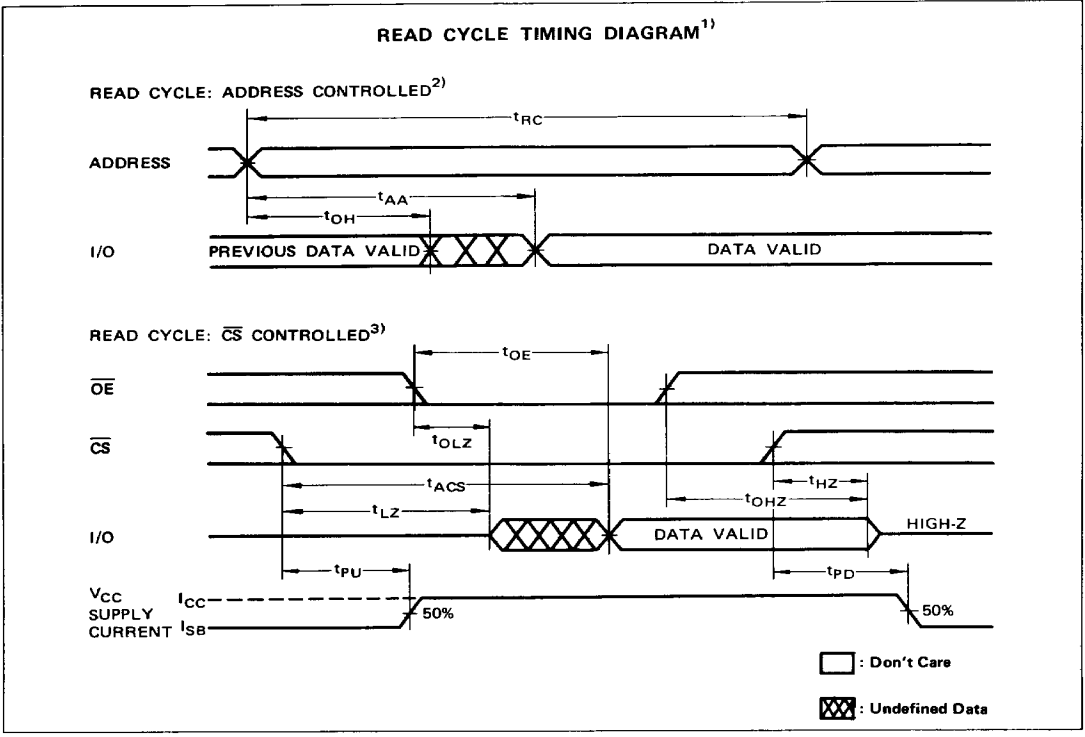 READ CYCLE TIMING DIAGRAM1)
READ CYCLE: ADDRESS CONTROLLED2)
tRC
ADDRESS
tAA
tOH
I/O
PREVIOUS DATA VALID
DATA VALID
READ CYCLE: CS CONTROLLED3)
tOE
OE
tOLZ
CS
tHZ
tACS
tOHZ
tLZ
I/O
DATA VALID
HIGH-Z
tPU
tPD
VCC
SUPPLY
CURRENT
ICC
ISB
50%
50%
: Don't Care
: Undefined Data